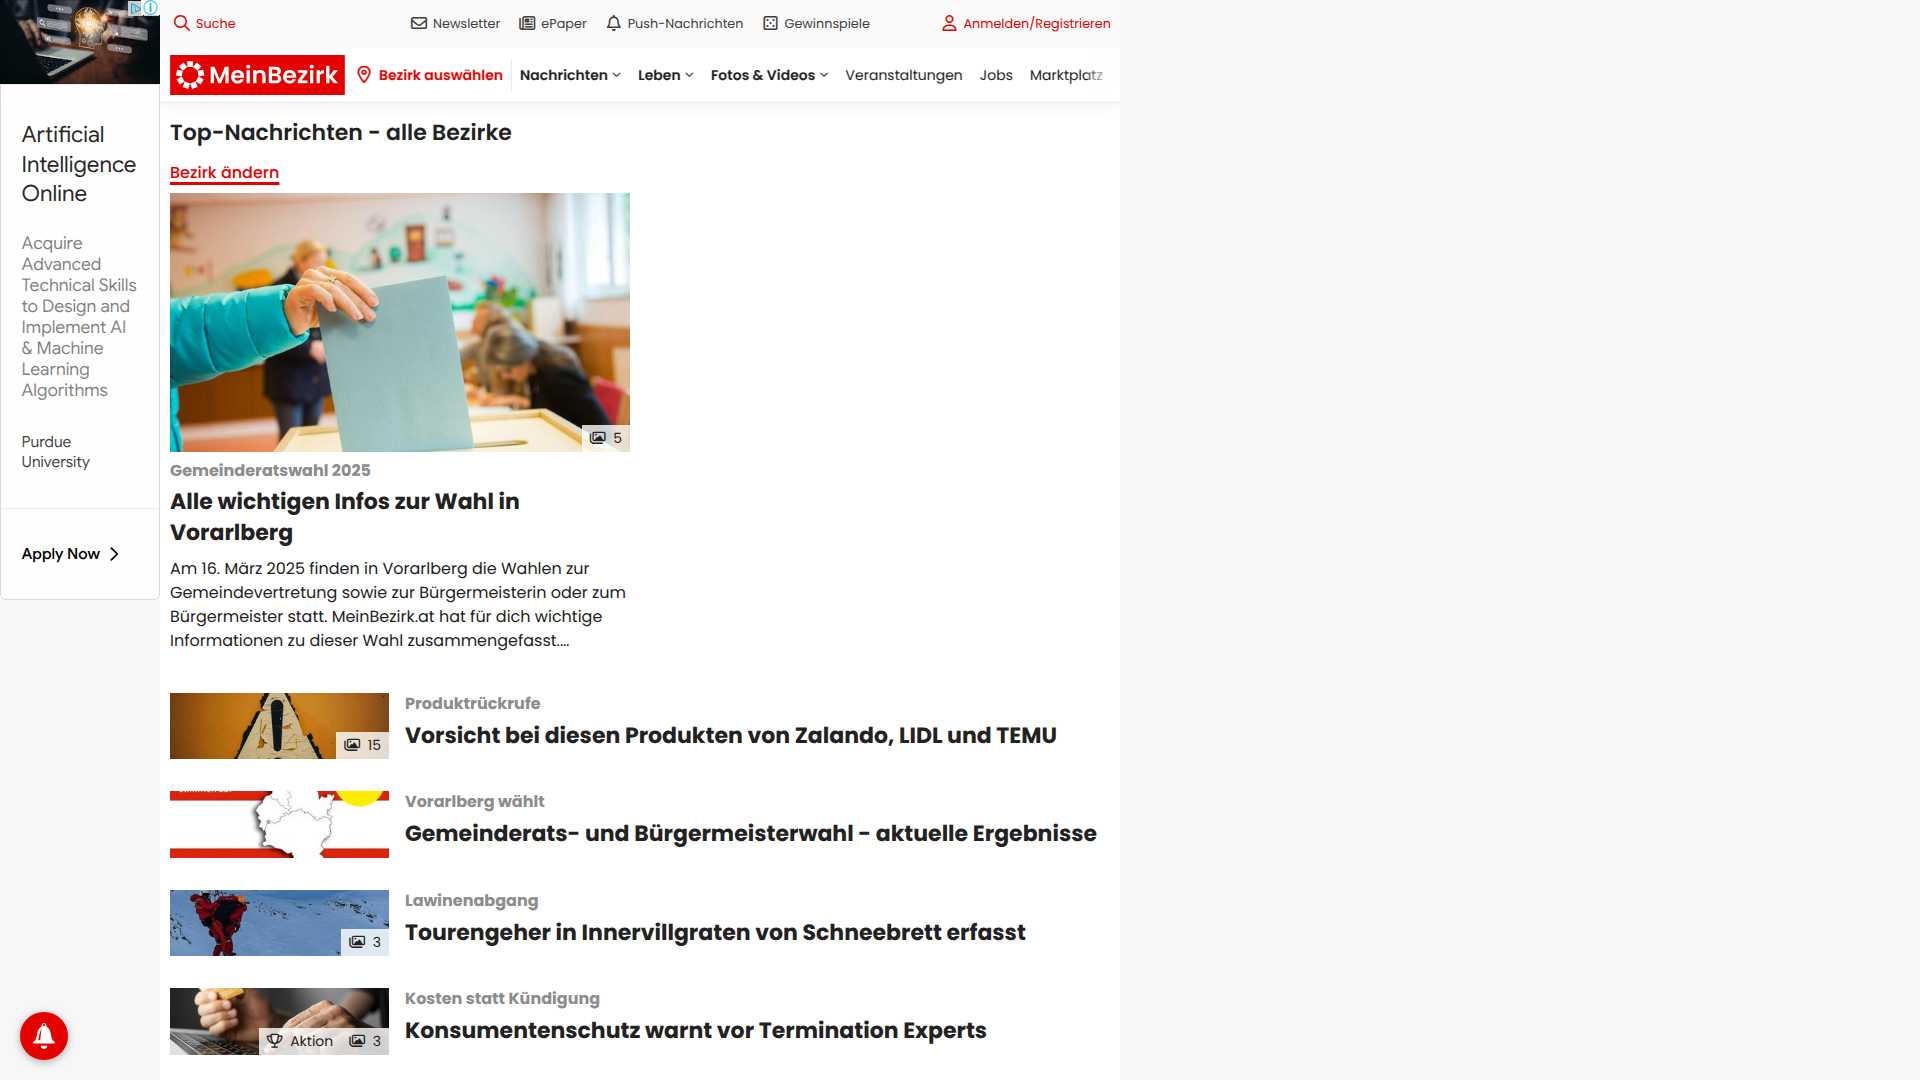 Suche
Newsletter
ePaper
Push-Nachrichten
Gewinnspiele
Anmelden/Registrieren
MeinBezirk
Bezirk auswählen
Nachrichten
Leben
Fotos & Videos
Veranstaltungen
Jobs
Marktplatz
Artificial
Intelligence
Online
Acquire
Advanced
Technical Skills
to Design and
Implement AI
& Machine
Learning
Algorithms
Purdue
University
Apply Now
Top-Nachrichten - alle Bezirke
Bezirk ändern
5
Gemeinderatswahl 2025
Alle wichtigen Infos zur Wahl in
Vorarlberg
Am 16. März 2025 finden in Vorarlberg die Wahlen zur
Gemeindevertretung sowie zur Bürgermeisterin oder zum
Bürgermeister statt. MeinBezirk.at hat für dich wichtige
Informationen zu dieser Wahl zusammengefasst....
15
Produktrückrufe
Vorsicht bei diesen Produkten von Zalando, LIDL und TEMU
Vorarlberg wählt
Gemeinderats- und Bürgermeisterwahl - aktuelle Ergebnisse
3
Lawinenabgang
Tourengeher in Innervillgraten von Schneebrett erfasst
Aktion 3
Kosten statt Kündigung
Konsumentenschutz warnt vor Termination Experts